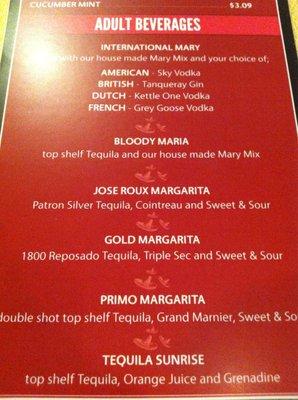 CUCUMBER MINT $3.09
ADULT BEVERAGES
INTERNATIONAL MARY
with our house made Mary Mix and your choice of;
AMERICAN - Sky Vodka
BRITISH - Tanqueray Gin
DUTCH - Kettle One Vodka
FRENCH - Grey Goose Vodka
BLOODY MARIA
top shelf Tequila and our house made Mary Mix
JOSE ROUX MARGARITA
Patron Silver Tequila, Cointreau and Sweet & Sour
GOLD MARGARITA
1800 Reposado Tequila, Triple Sec and Sweet & Sour
PRIMO MARGARITA
double shot top shelf Tequila, Grand Marnier, Sweet & So
TEQUILA SUNRISE
top shelf Tequila, Orange Juice and Grenadine